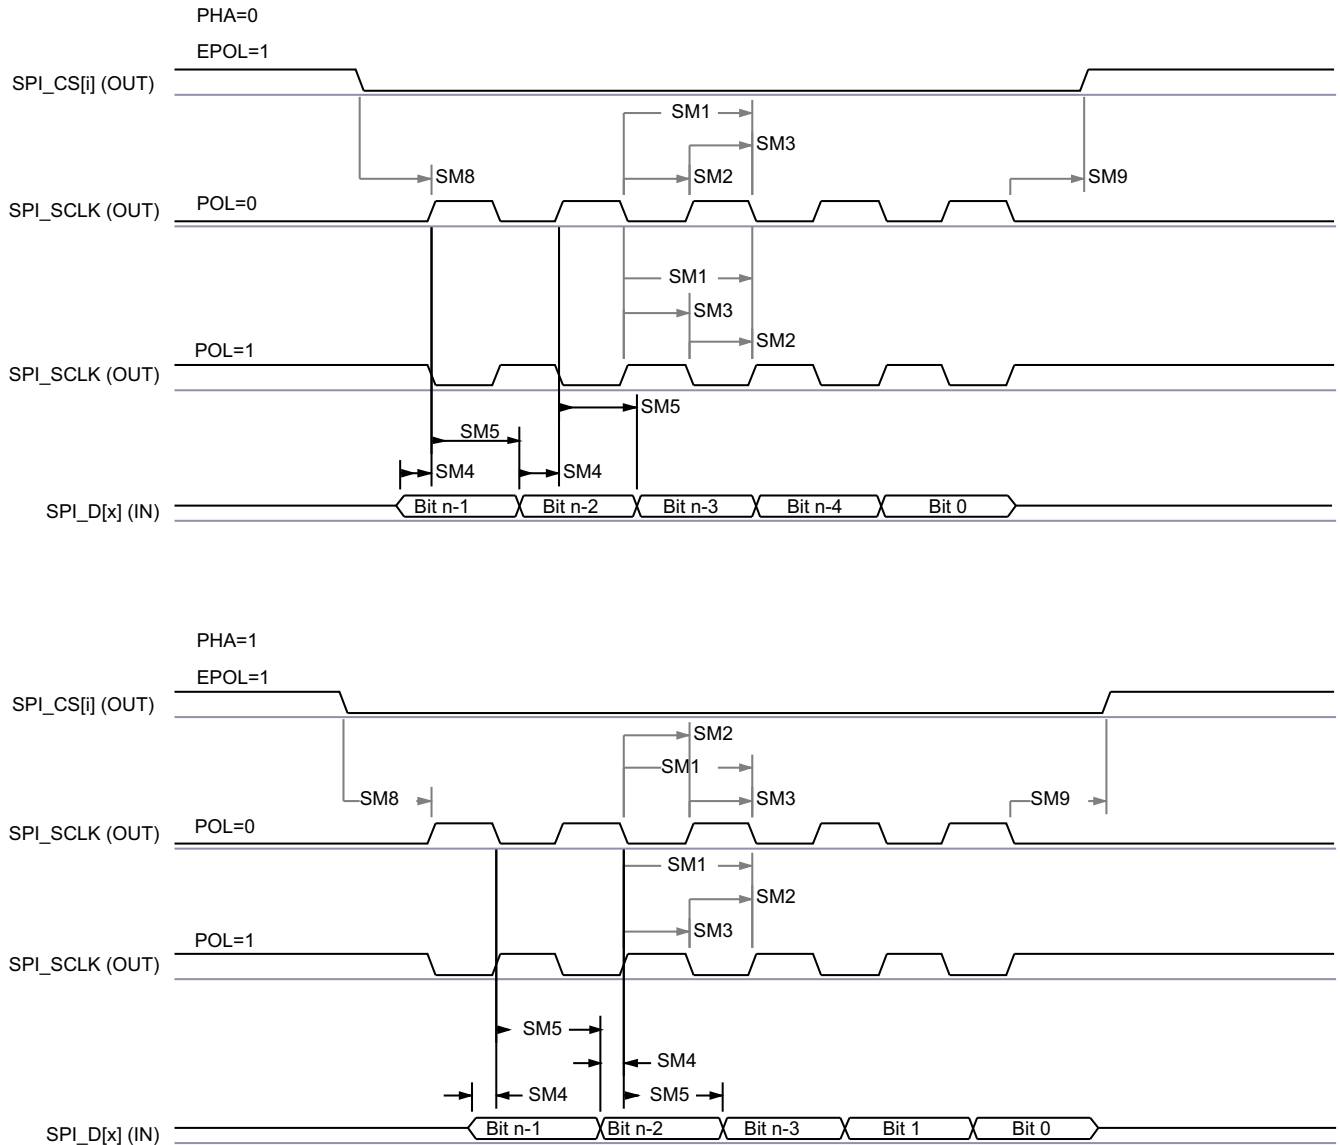 PHA=0
EPOL=1
SPI_CS[i] (OUT)
SM1
SM3
SM8
SM2
SM9
SPI_SCLK (OUT)
POL=0
SM1
SM3
SM2
POL=1
SPI_SCLK (OUT)
SM5
SM5
SM4
SM4
SPI_D[x] (IN)
Bit n-1
Bit n-2
Bit n-3
Bit n-4
Bit 0
PHA=1
EPOL=1
SPI_CS[i] (OUT)
SM2
SM1
SM8
SM3
SM9
SPI_SCLK (OUT)
POL=0
SM1
SM2
SM3
POL=1
SPI_SCLK (OUT)
SM5
SM4
SM4
SM5
SPI_D[x] (IN)
Bit n-1
Bit n-2
Bit n-3
Bit 1
Bit 0